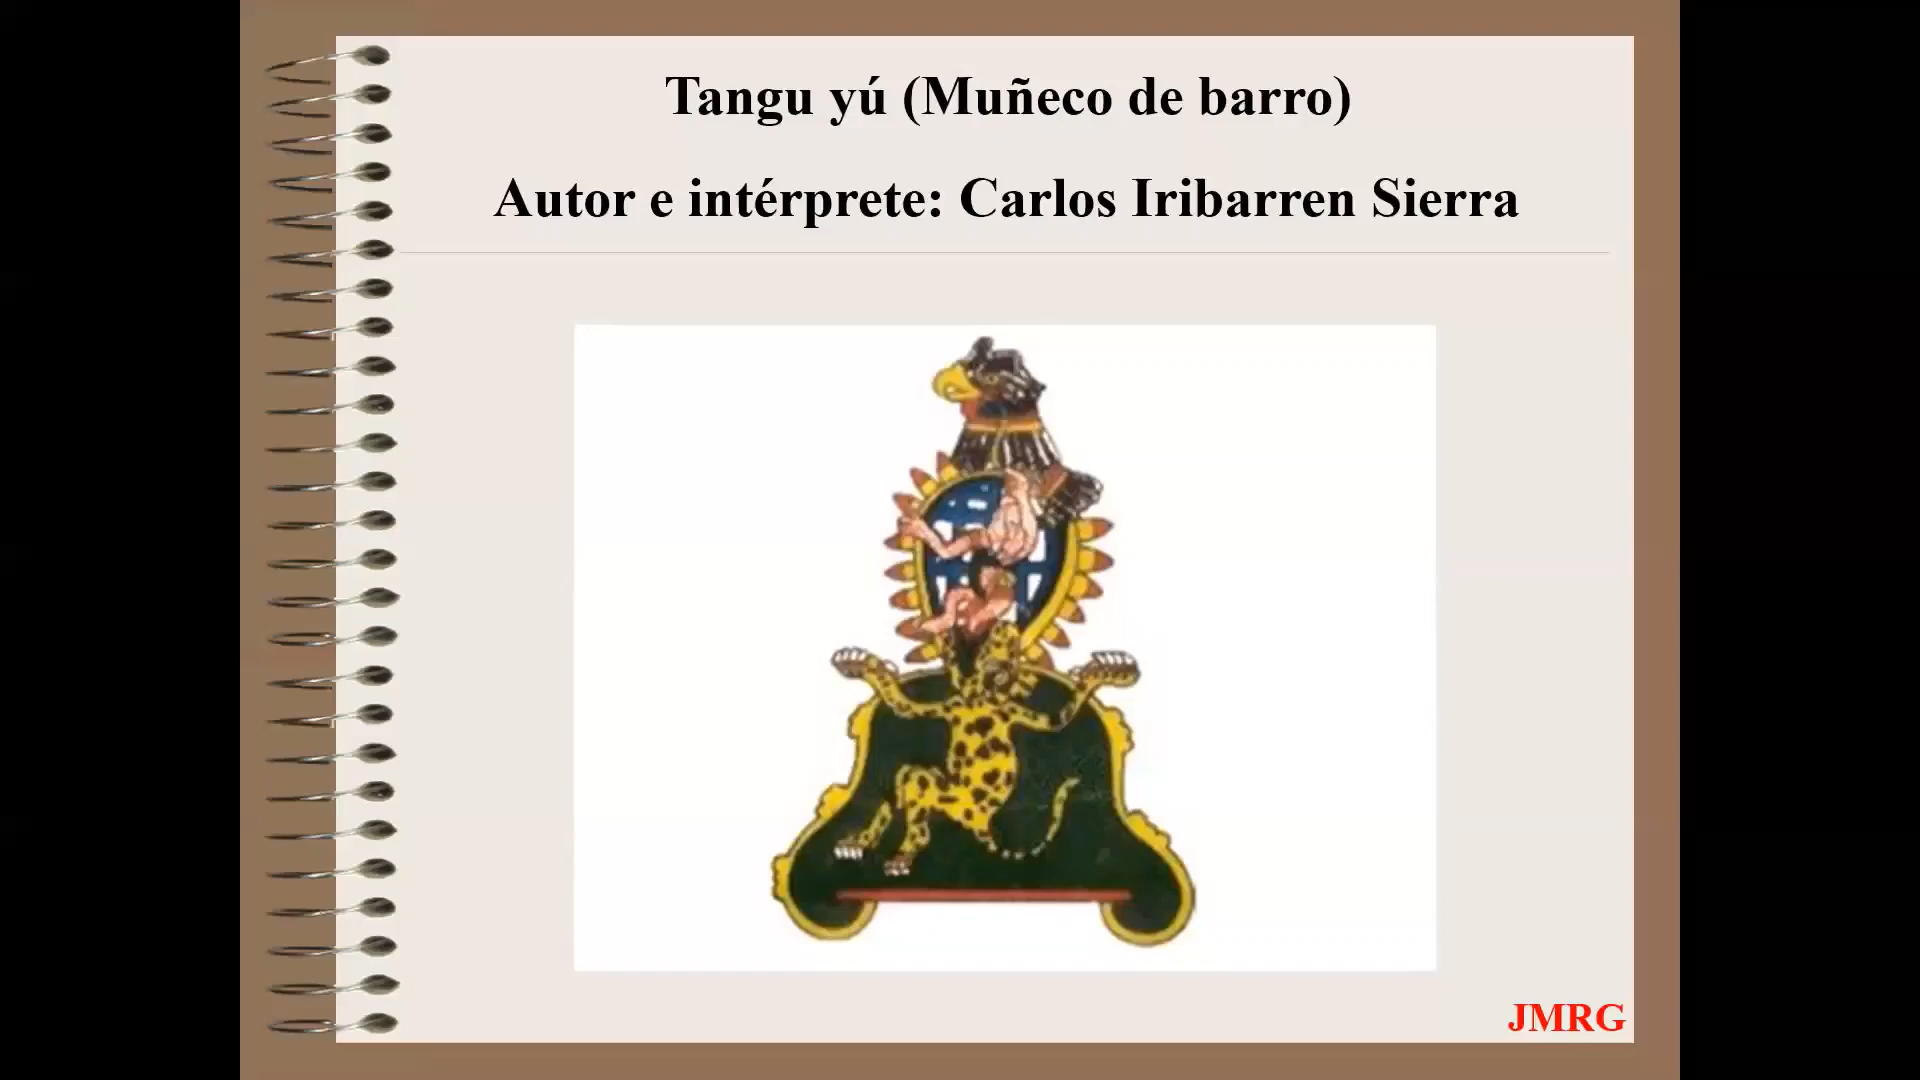 Tangu yú (Muñeco de barro)
Autor e intérprete: Carlos Iribarren Sierra
JMRG